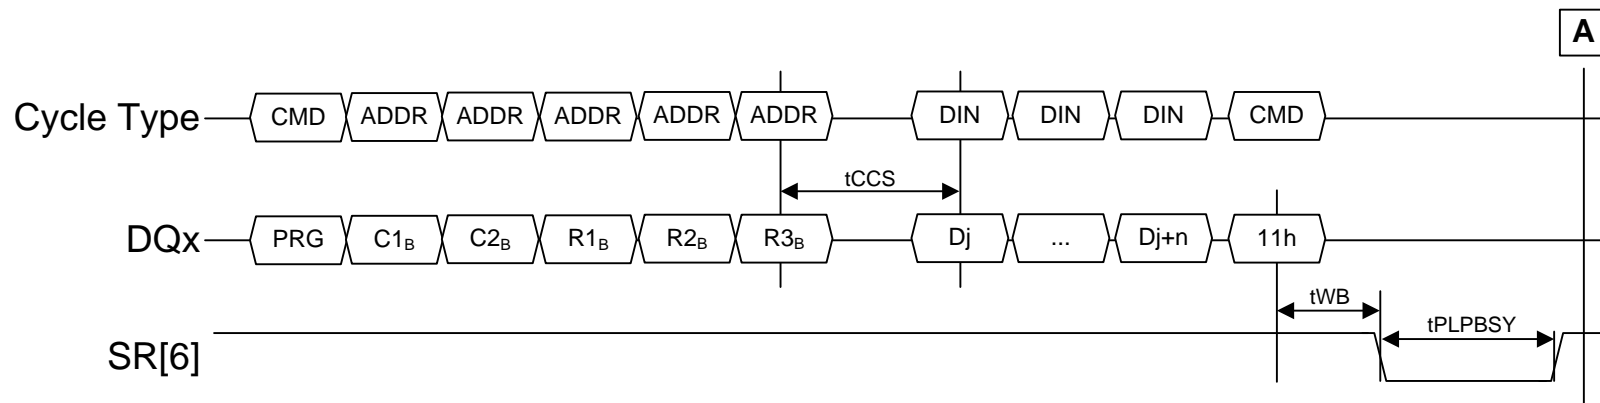 A
Cycle Type CMD ADDR ADDR ADDR ADDR ADDR DIN DIN DIN CMD
tCCS
DQx PRG C1B C2B R1B R2B R3B Dj ... Dj+n 11h
tWB
tPLPBSY
SR[6]